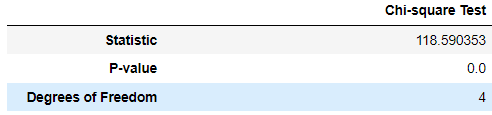 Chi-square Test
Statistic 118.590353
P-value 0.0
Degrees of Freedom 4